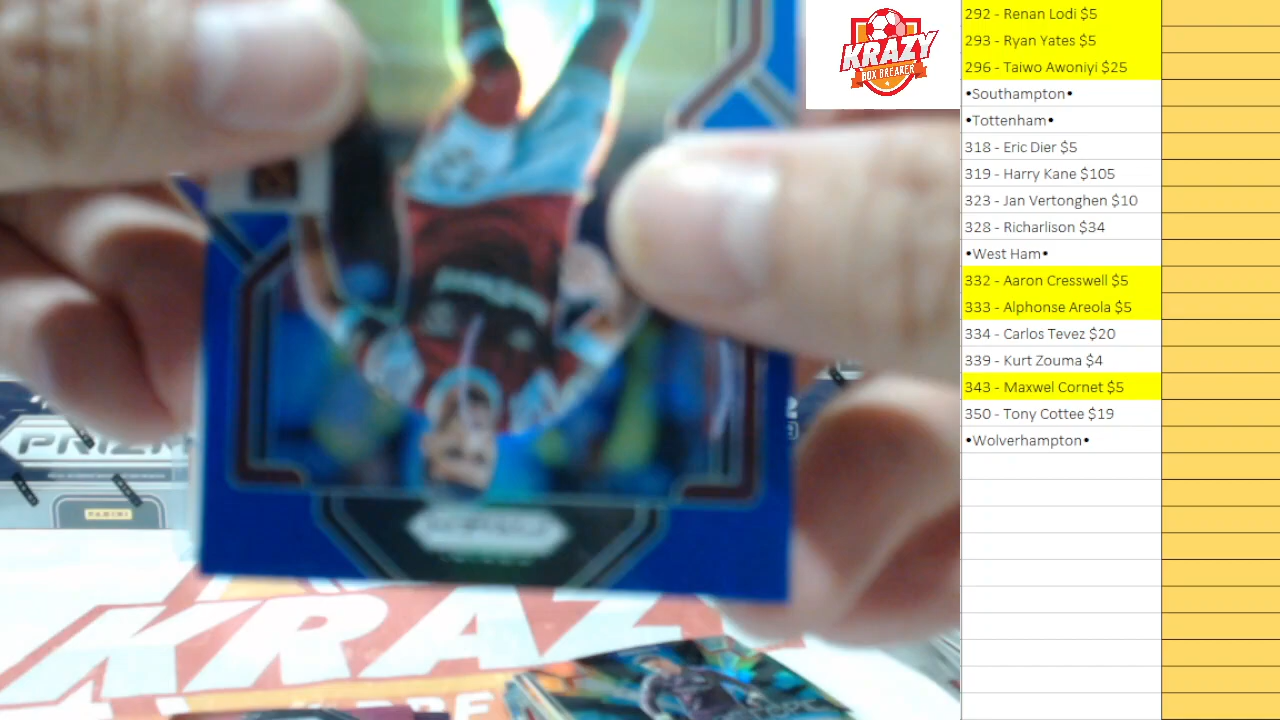 KRAZY
BOX BREAKER
292 - Renan Lodi $5
293 - Ryan Yates $5
296 - Taiwo Awoniyi $25
•Southampton•
•Tottenham•
318 - Eric Dier $5
319 - Harry Kane $105
323 - Jan Vertonghen $10
328 - Richarlison $34
•West Ham•
332 - Aaron Cresswell $5
333 - Alphonse Areola $5
334 - Carlos Tevez $20
339 - Kurt Zouma $4
343 - Maxwel Cornet $5
350 - Tony Cottee $19
•Wolverhampton•
PRIZM
PANINI
KRAZY